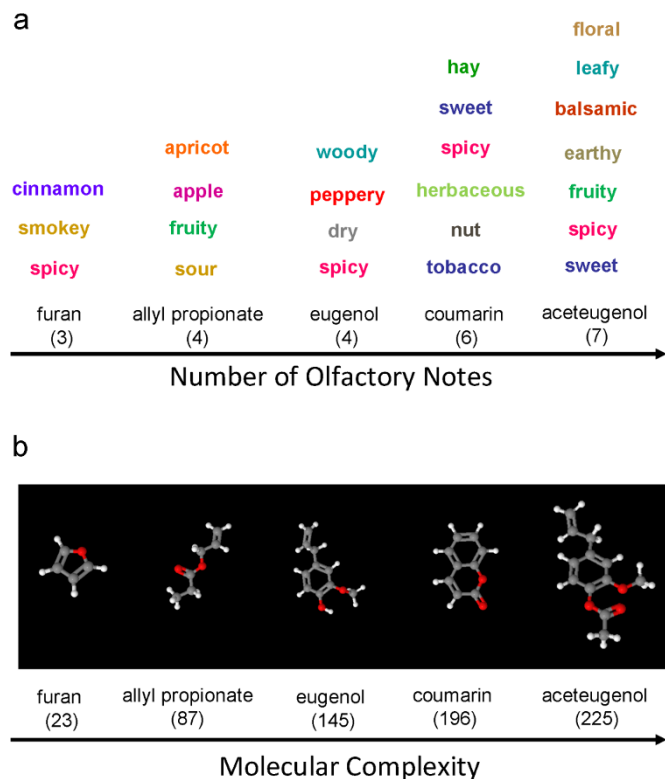 a
floral
hay leafy
sweet balsamic
apricot woody spicy earthy
cinnamon apple peppery herbaceous fruity
smokey fruity dry nut spicy
spicy sour spicy tobacco sweet
furan allyl propionate eugenol coumarin aceteugenol
(3) (4) (4) (6) (7)
Number of Olfactory Notes
b
furan allyl propionate eugenol coumarin aceteugenol
(23) (87) (145) (196) (225)
Molecular Complexity